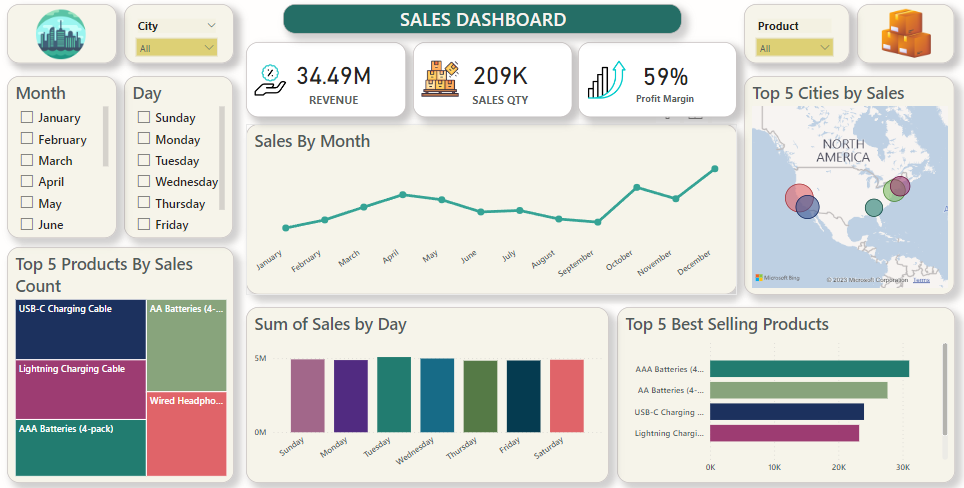 SALES DASHBOARD
City
All
Product
All
34.49M
REVENUE
209K
SALES QTY
59%
Profit Margin
Month
January
February
March
April
May
June
Day
Sunday
Monday
Tuesday
Wednesday
Thursday
Friday
Sales By Month
January
February
March
April
May
June
July
August
September
October
November
December
Top 5 Cities by Sales
NORTH
AMERICA
Microsoft Bing
© 2023 Microsoft Corporation Terms
Top 5 Products By Sales
Count
USB-C Charging Cable
AA Batteries (4-...
Lightning Charging Cable
Wired Headpho...
AAA Batteries (4-pack)
Sum of Sales by Day
5M
0M
Sunday
Monday
Tuesday
Wednesday
Thursday
Friday
Saturday
Top 5 Best Selling Products
AAA Batteries (4...
AA Batteries (4-...
USB-C Charging ...
Lightning Chargi...
0K
10K
20K
30K